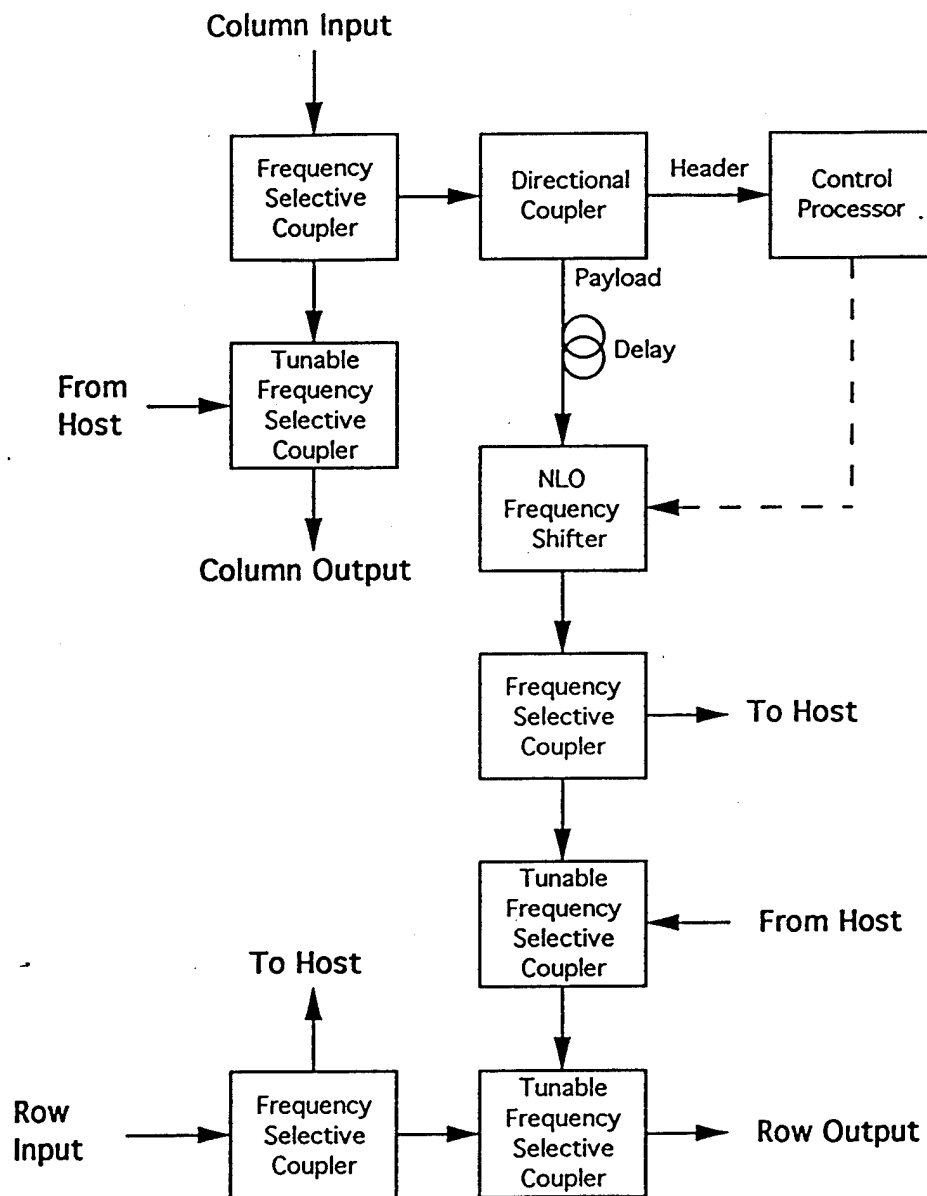 Column Input
Frequency
Selective
Coupler
Directional
Coupler
Header
Control
Processor
Payload
Delay
From
Host
Tunable
Frequency
Selective
Coupler
NLO
Frequency
Shifter
Column Output
Frequency
Selective
Coupler
To Host
Tunable
Frequency
Selective
Coupler
From Host
To Host
Row
Input
Frequency
Selective
Coupler
Tunable
Frequency
Selective
Coupler
Row Output